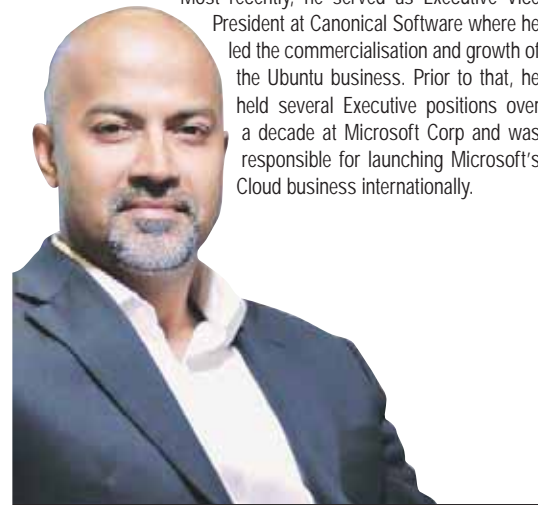 Most recently, he served as Executive Vice
President at Canonical Software where he
led the commercialisation and growth of
the Ubuntu business. Prior to that, he
held several Executive positions over
a decade at Microsoft Corp and was
responsible for launching Microsoft's
Cloud business internationally.